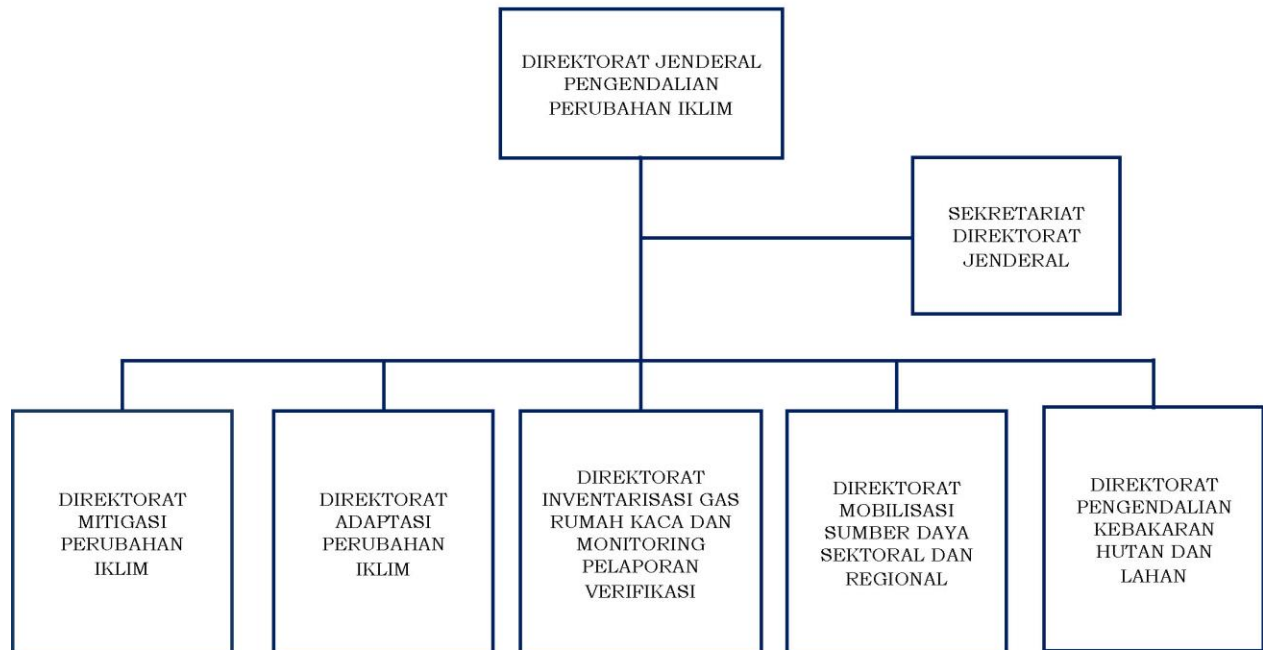 DIREKTORAT JENDERAL
PENGENDALIAN
PERUBAHAN IKLIM
SEKRETARIAT
DIREKTORAT
JENDERAL
DIREKTORAT
MITIGASI
PERUBAHAN
IKLIM
DIREKTORAT
ADAPTASI
PERUBAHAN
IKLIM
DIREKTORAT
INVENTARISASI GAS
RUMAH KACA DAN
MONITORING
PELAPORAN
VERIFIKASI
DIREKTORAT
MOBILISASI
SUMBER DAYA
SEKTORAL DAN
REGIONAL
DIREKTORAT
PENGENDALIAN
KEBAKARAN
HUTAN DAN
LAHAN